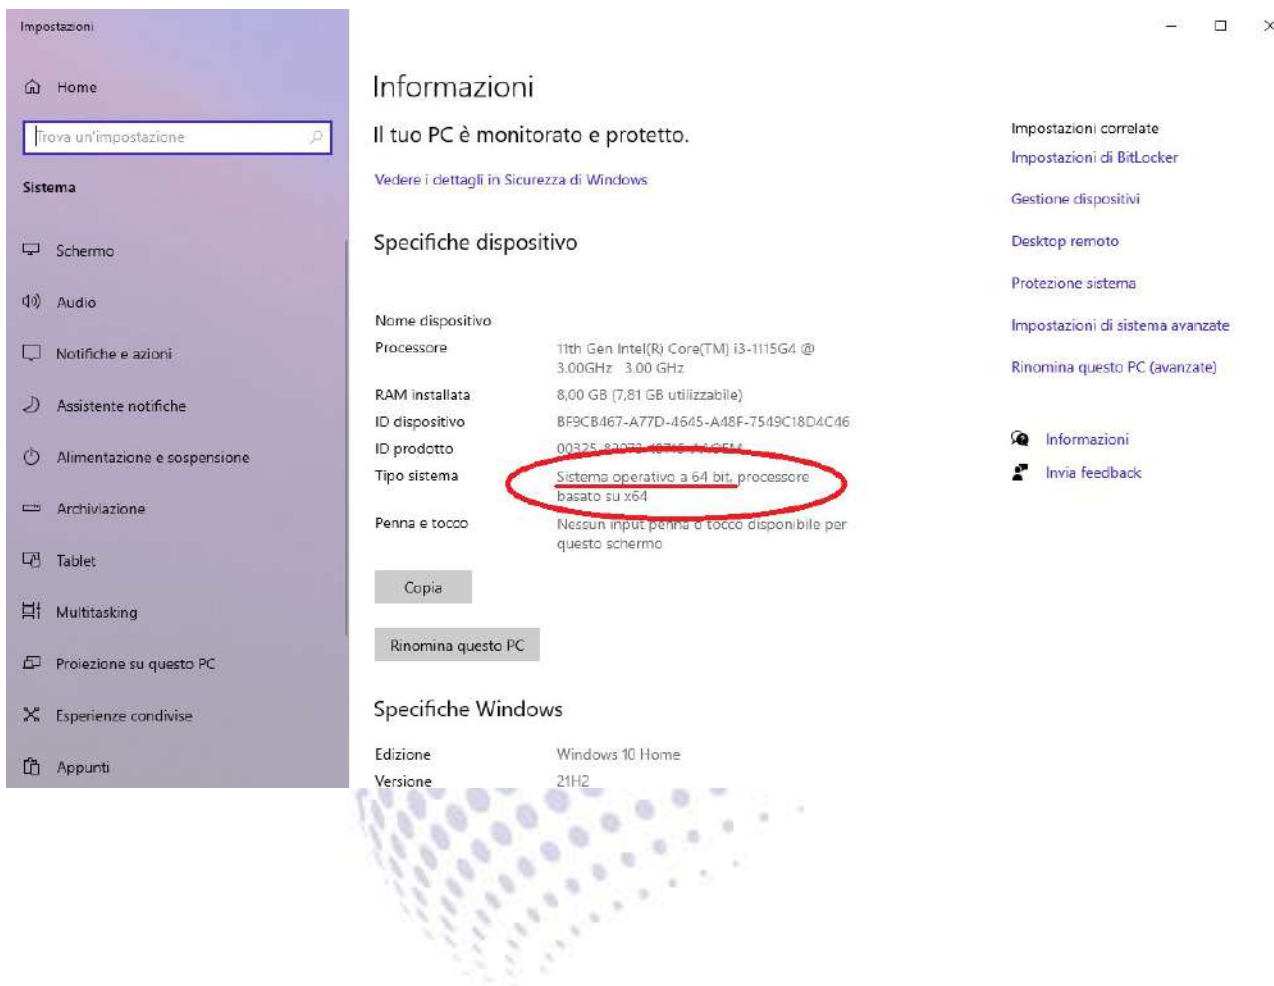 Impostazioni
Home
Trova un'impostazione
Sistema
Schermo
Audio
Notifiche e azioni
Assistente notifiche
Alimentazione e sospensione
Archiviazione
Tablet
Multitasking
Proiezione su questo PC
Esperienze condivise
Appunti
Informazioni
Il tuo PC è monitorato e protetto.
Vedere i dettagli in Sicurezza di Windows
Specifiche dispositivo
Nome dispositivo
Processore 11th Gen Intel(R) Core(TM) i3-1115G4 @
3.00GHz 3.00 GHz
RAM installata 8,00 GB (7,81 GB utilizzabile)
ID dispositivo BF9CB467-A77D-4645-A48F-7549C18D4C46
ID prodotto
Tipo sistema Sistema operativo a 64 bit, processore
basato su x64
Penna e tocco Nessun input penna o tocco disponibile per
questo schermo
Copia
Rinomina questo PC
Specifiche Windows
Edizione Windows 10 Home
Versione 21H2
Impostazioni correlate
Impostazioni di BitLocker
Gestione dispositivi
Desktop remoto
Protezione sistema
Impostazioni di sistema avanzate
Rinomina questo PC (avanzate)
Informazioni
Invia feedback